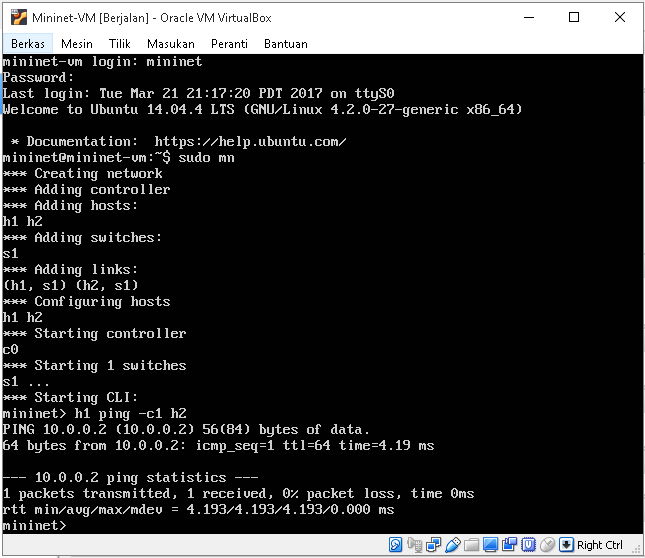 Mininet-VM [Berjalan] - Oracle VM VirtualBox
Berkas Mesin Tilik Masukan Peranti Bantuan
mininet-vm login: mininet
Password:
Last login: Tue Mar 21 21:17:20 PDT 2017 on ttyS0
Welcome to Ubuntu 14.04.4 LTS (GNU/Linux 4.2.0-27-generic x86_64)
* Documentation:  https://help.ubuntu.com/
mininet@mininet-vm:~$ sudo mn
*** Creating network
*** Adding controller
*** Adding hosts:
h1 h2
*** Adding switches:
s1
*** Adding links:
(h1, s1) (h2, s1)
*** Configuring hosts
h1 h2
*** Starting controller
c0
*** Starting 1 switches
s1 ...
*** Starting CLI:
mininet> h1 ping -c1 h2
PING 10.0.0.2 (10.0.0.2) 56(84) bytes of data.
64 bytes from 10.0.0.2: icmp_seq=1 ttl=64 time=4.19 ms
--- 10.0.0.2 ping statistics ---
1 packets transmitted, 1 received, 0% packet loss, time 0ms
rtt min/avg/max/mdev = 4.193/4.193/4.193/0.000 ms
mininet>
Right Ctrl